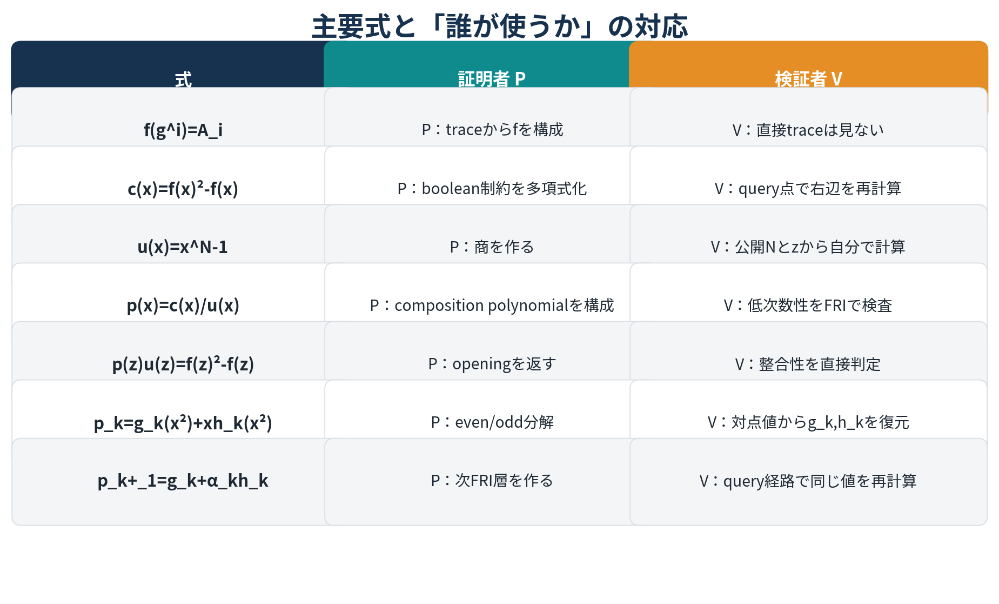 主要式と「誰が使うか」の対応
式 証明者 P 検証者 V
f(g^i)=A_i P：traceからfを構成 V：直接traceは見ない
c(x)=f(x)²-f(x) P：boolean制約を多項式化 V：query点で右辺を再計算
u(x)=x^N-1 P：商を作る V：公開Nとzから自分で計算
p(x)=c(x)/u(x) P：composition polynomialを構成 V：低次数性をFRIで検査
p(z)u(z)=f(z)²-f(z) P：openingを返す V：整合性を直接判定
p_k=g_k(x²)+xh_k(x²) P：even/odd分解 V：対点値からg_k,h_kを復元
p_k+_1=g_k+α_kh_k P：次FRI層を作る V：query経路で同じ値を再計算